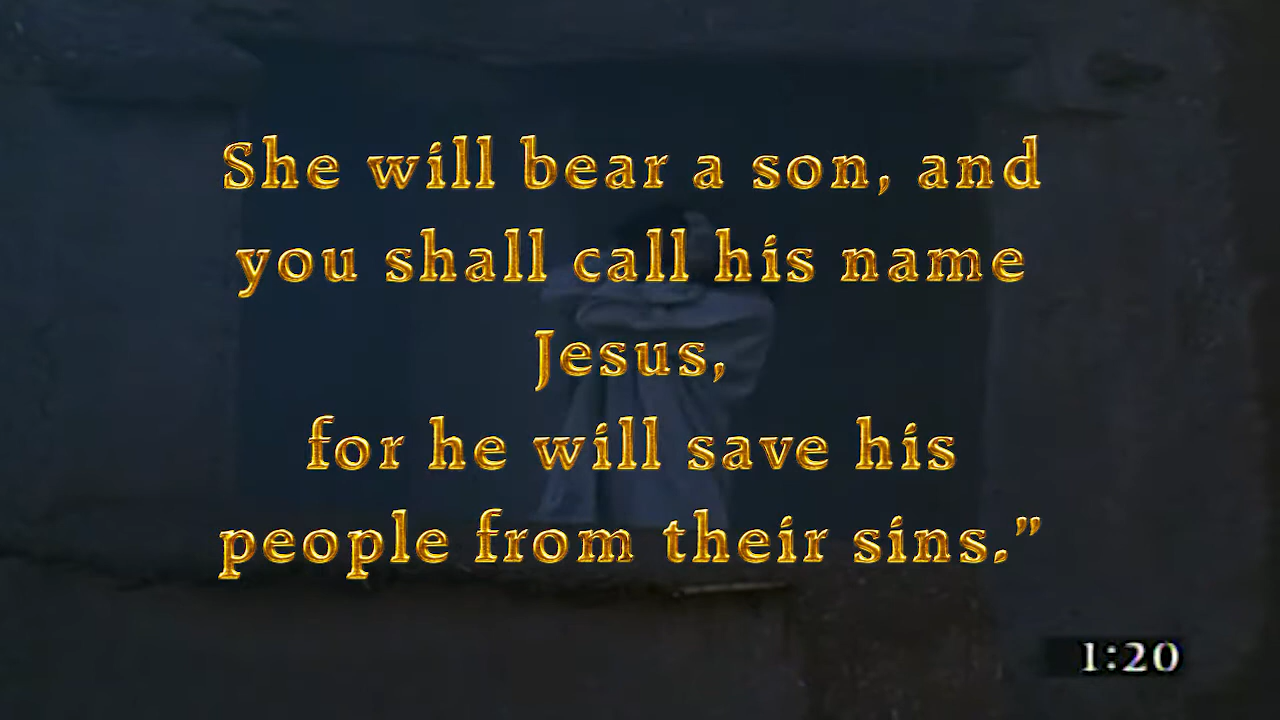 She will bear a son, and
you shall call his name
Jesus,
for he will save his
people from their sins.”
1:20